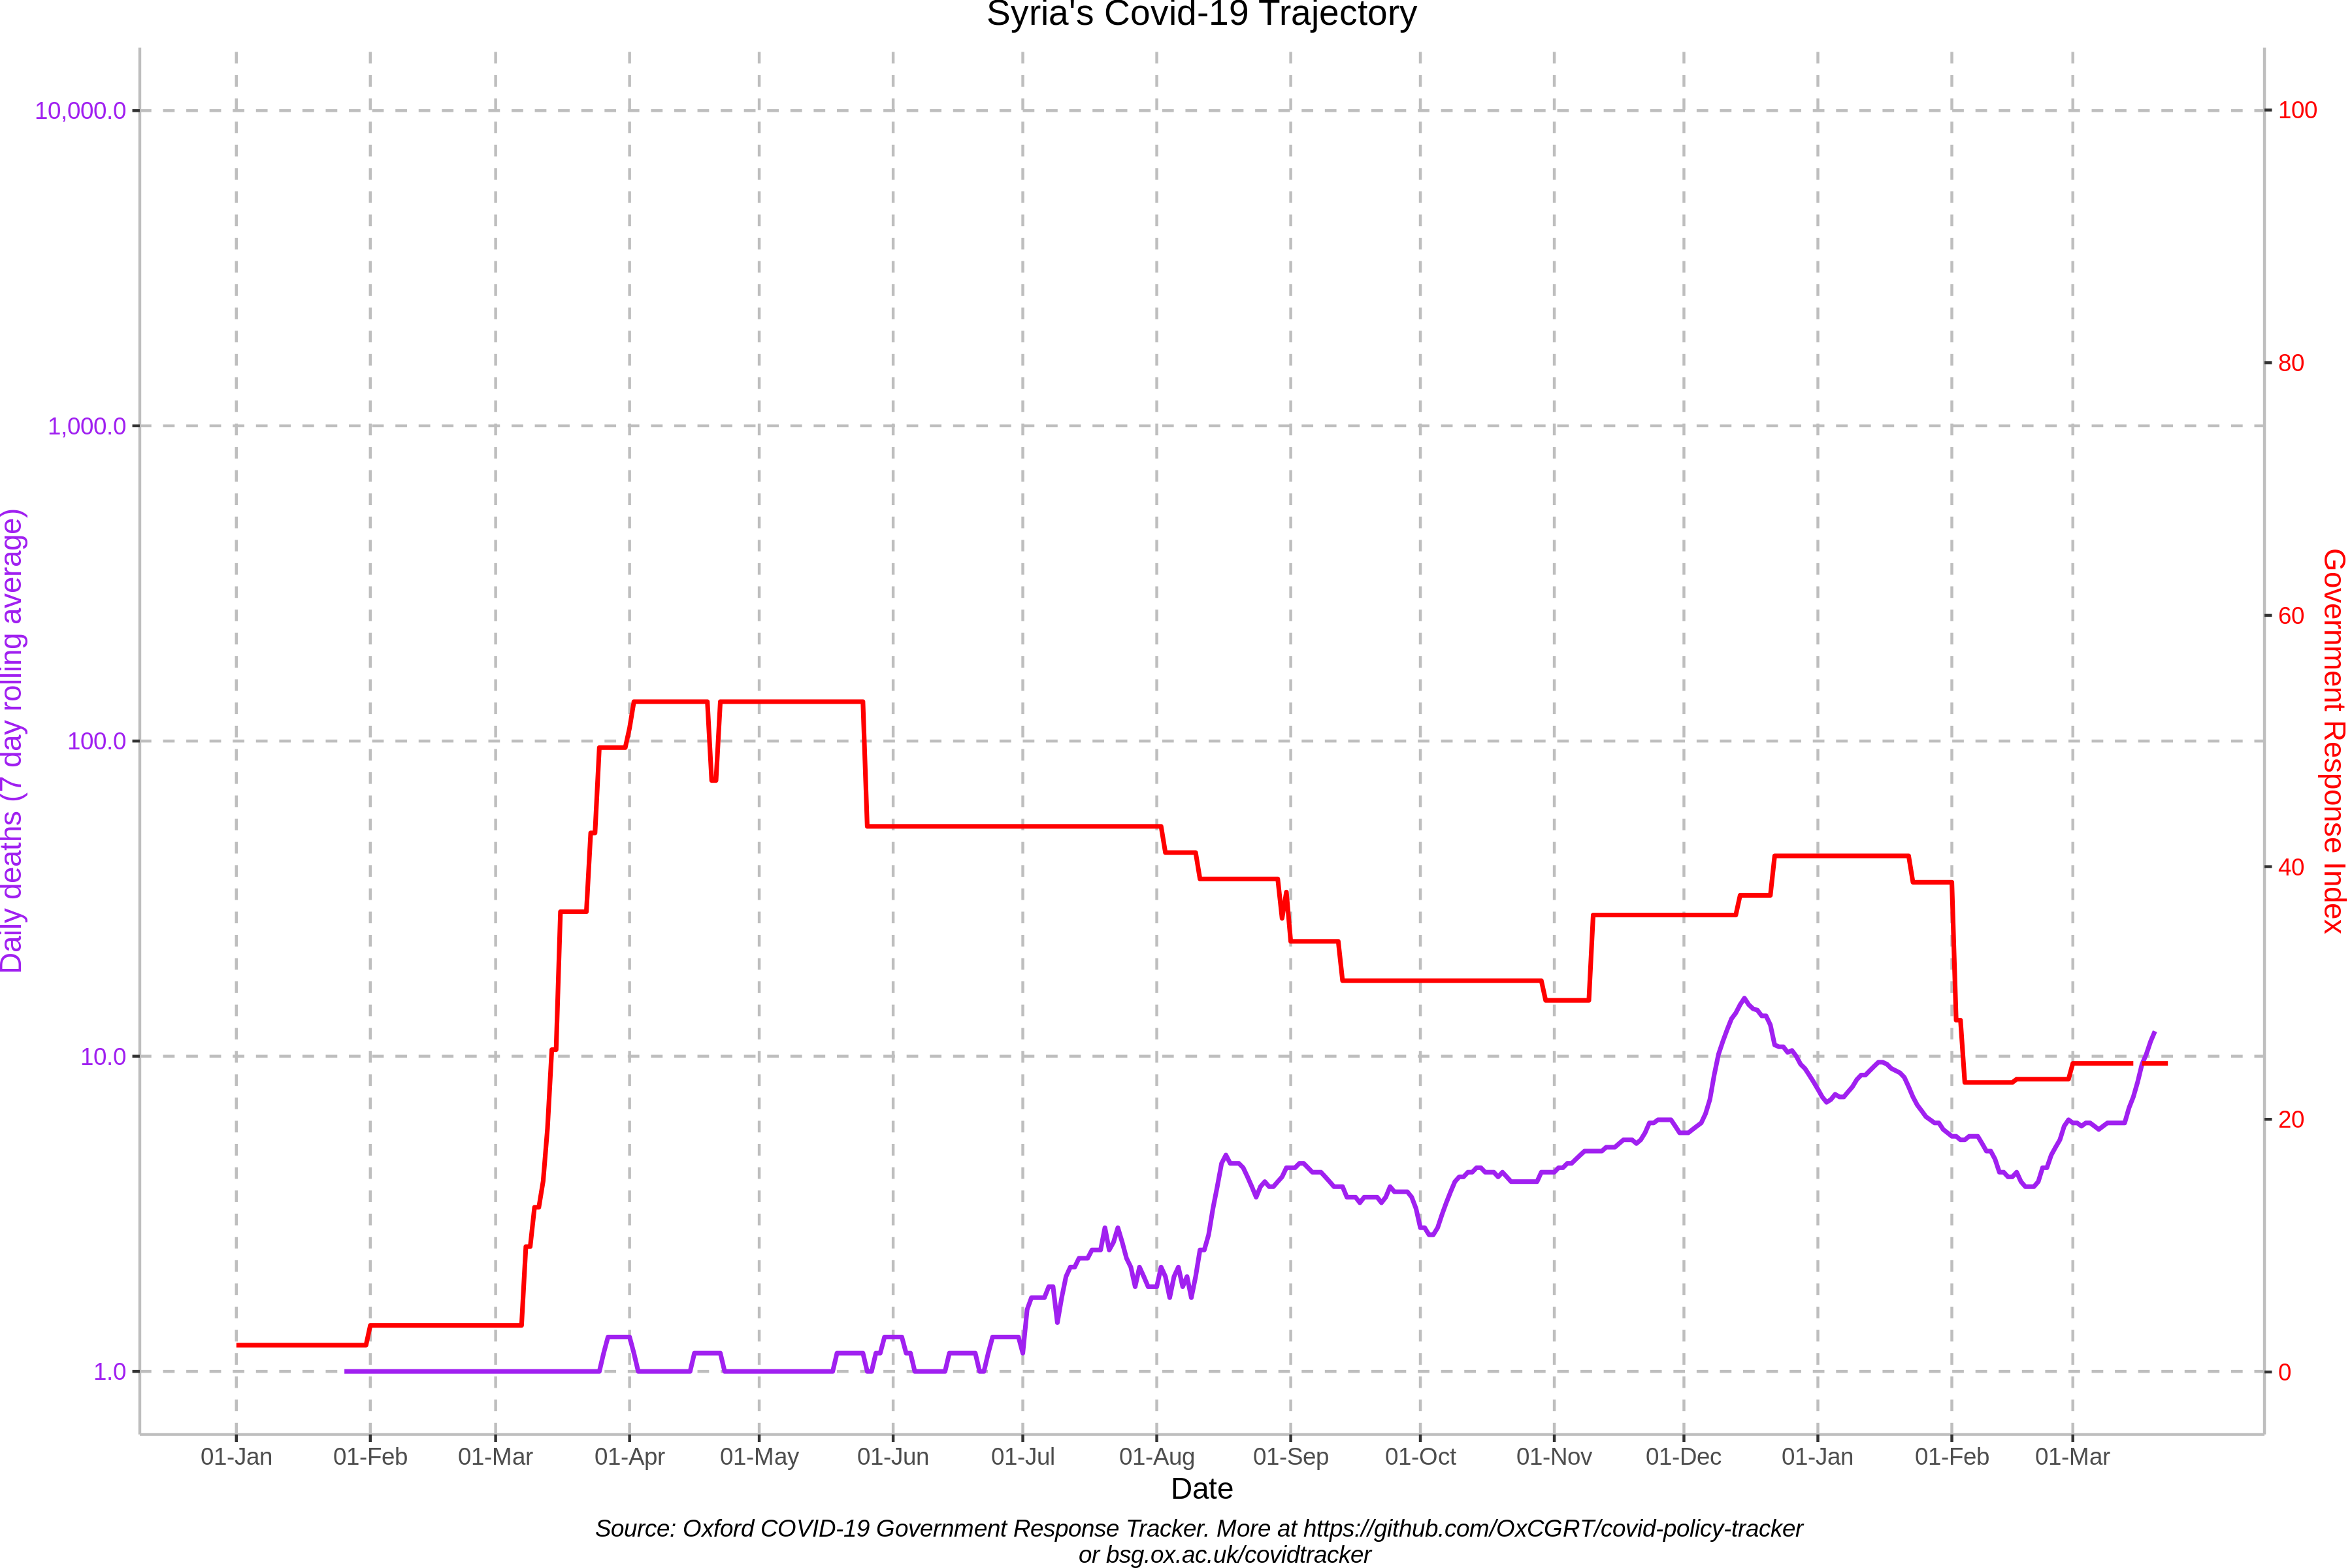 Syria's Covid-19 Trajectory
10,000.0
1,000.0
100.0
10.0
1.0
Daily deaths (7 day rolling average)
100
80
60
40
20
0
Government Response Index
01-Jan 01-Feb 01-Mar 01-Apr 01-May 01-Jun 01-Jul 01-Aug 01-Sep 01-Oct 01-Nov 01-Dec 01-Jan 01-Feb 01-Mar
Date
Source: Oxford COVID-19 Government Response Tracker. More at https://github.com/OxCGRT/covid-policy-tracker
or bsg.ox.ac.uk/covidtracker